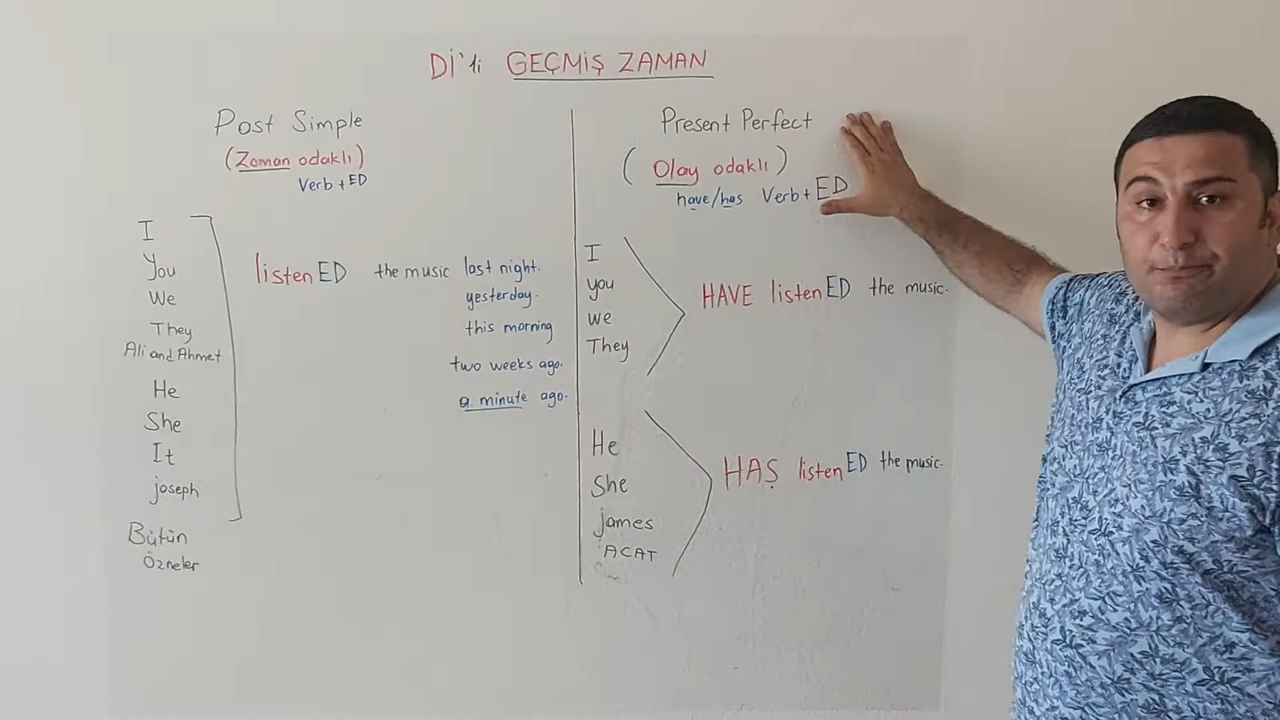 Dİ'li GEÇMİŞ ZAMAN
Post Simple
(Zaman odaklı)
Verb + ED
I
You
We
They
Ali and Ahmet
He
She
It
joseph
Bütün
Özneler
listenED the music last night.
yesterday.
this morning
two weeks ago.
a minute ago.
Present Perfect
(Olay odaklı)
have/has Verb + ED
I
you
we
They
HAVE listenED the music.
He
She
james
A CAT
HAS listenED the music.